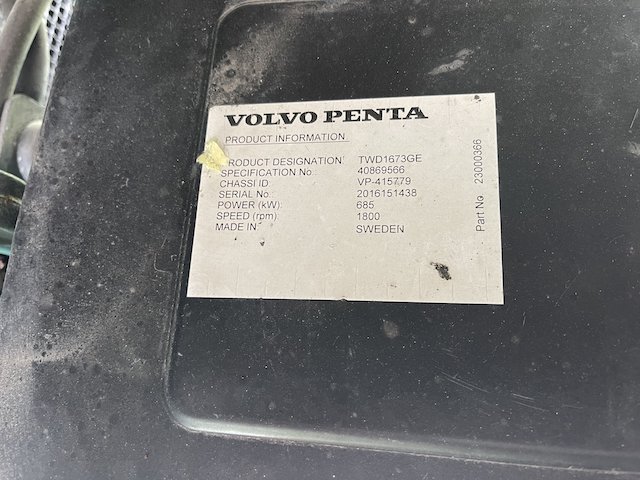 VOLVO PENTA
PRODUCT INFORMATION.
PRODUCT DESIGNATION: TWD1673GE
SPECIFICATION No.: 40869566
CHASSI ID: VP-415779
SERIAL No.: 2016151438
POWER (kW): 685
SPEED (rpm): 1800
MADE IN: SWEDEN
Part No 23000366